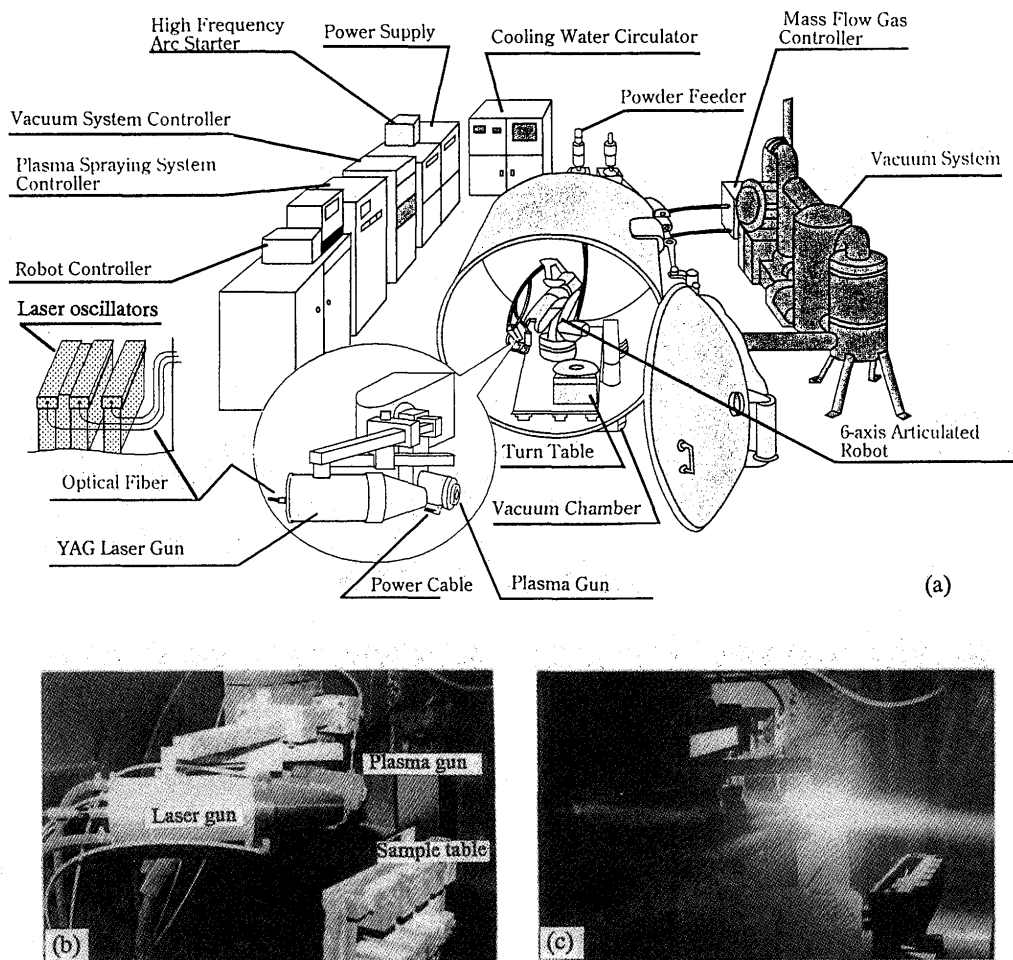 High Frequency
Arc Starter
Power Supply
Cooling Water Circulator
Mass Flow Gas
Controller
Powder Feeder
Vacuum System Controller
Vacuum System
Plasma Spraying System
Controller
Robot Controller
Laser oscillators
6-axis Articulated
Robot
Turn Table
Optical Fiber
Vacuum Chamber
YAG Laser Gun
Power Cable
Plasma Gun
(a)
Plasma gun
Laser gun
Sample table
(b)
(c)